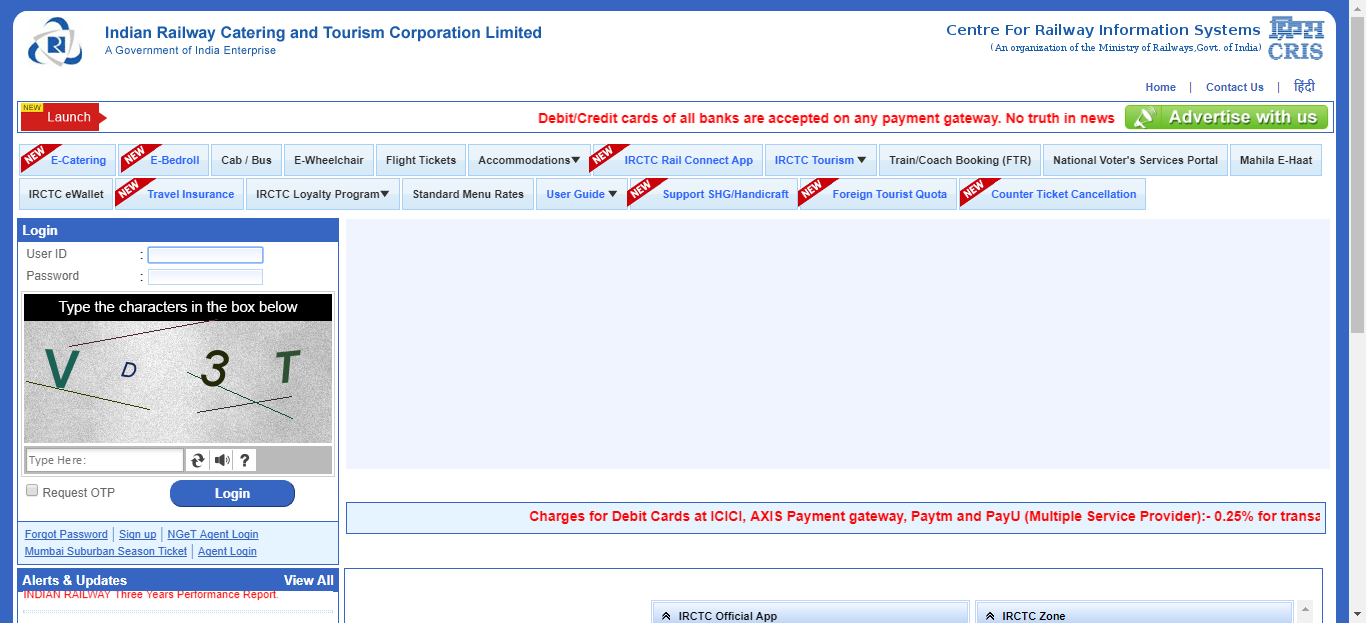 Indian Railway Catering and Tourism Corporation Limited
A Government of India Enterprise
Centre For Railway Information Systems
(An organization of the Ministry of Railways,Govt. of India)
CRIS
Home | Contact Us | हिंदी
NEW
Launch
Debit/Credit cards of all banks are accepted on any payment gateway. No truth in news
Advertise with us
NEW E-Catering NEW E-Bedroll Cab / Bus E-Wheelchair Flight Tickets Accommodations▼ NEW IRCTC Rail Connect App IRCTC Tourism ▼ Train/Coach Booking (FTR) National Voter's Services Portal Mahila E-Haat
IRCTC eWallet NEW Travel Insurance IRCTC Loyalty Program▼ Standard Menu Rates User Guide ▼ NEW Support SHG/Handicraft NEW Foreign Tourist Quota NEW Counter Ticket Cancellation
Login
User ID :
Password :
Type the characters in the box below
V D 3 T
Type Here:
?
Request OTP
Login
Forgot Password | Sign up | NGeT Agent Login
Mumbai Suburban Season Ticket | Agent Login
Charges for Debit Cards at ICICI, AXIS Payment gateway, Paytm and PayU (Multiple Service Provider):- 0.25% for transa
Alerts & Updates View All
INDIAN RAILWAY Three Years Performance Report.
IRCTC Official App
IRCTC Zone